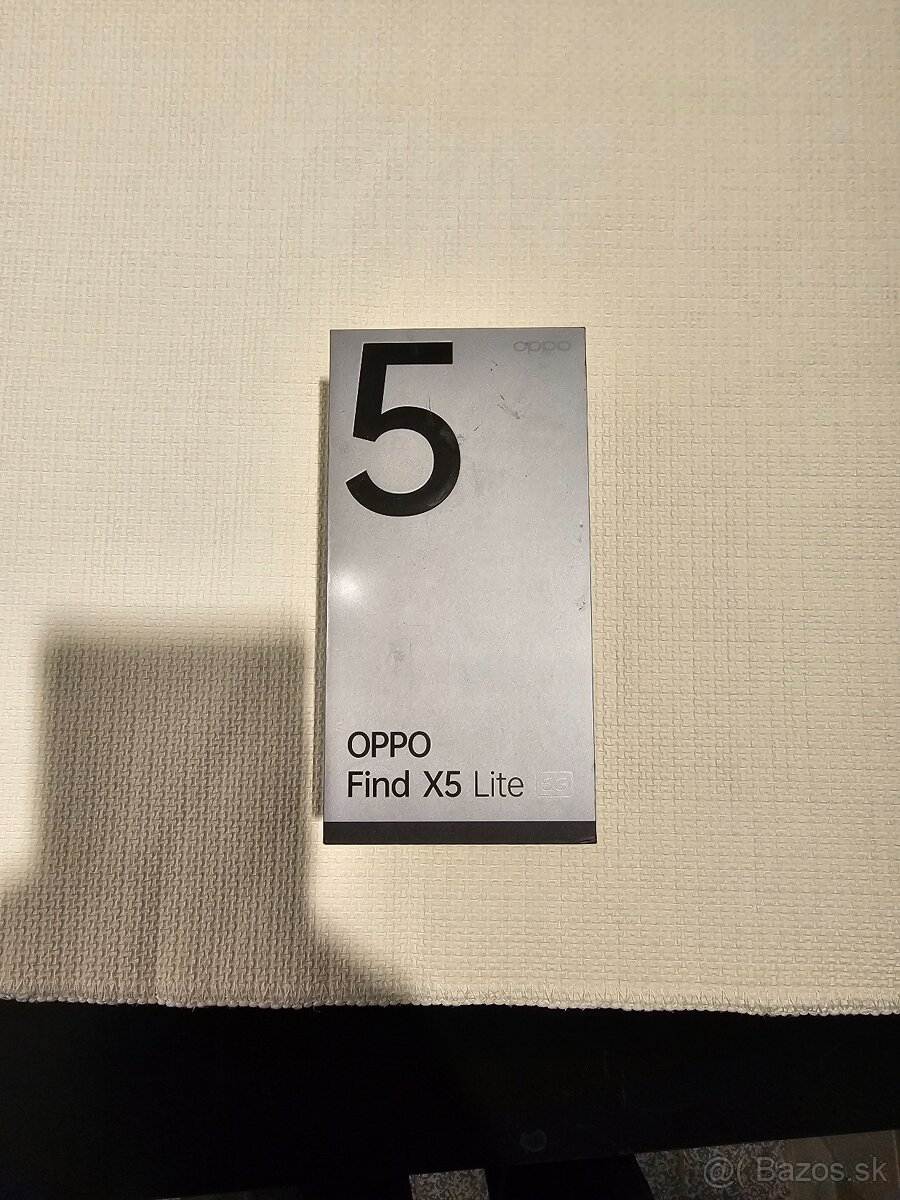 5
oppo
OPPO
Find X5 Lite 5G
@( Bazos.sk